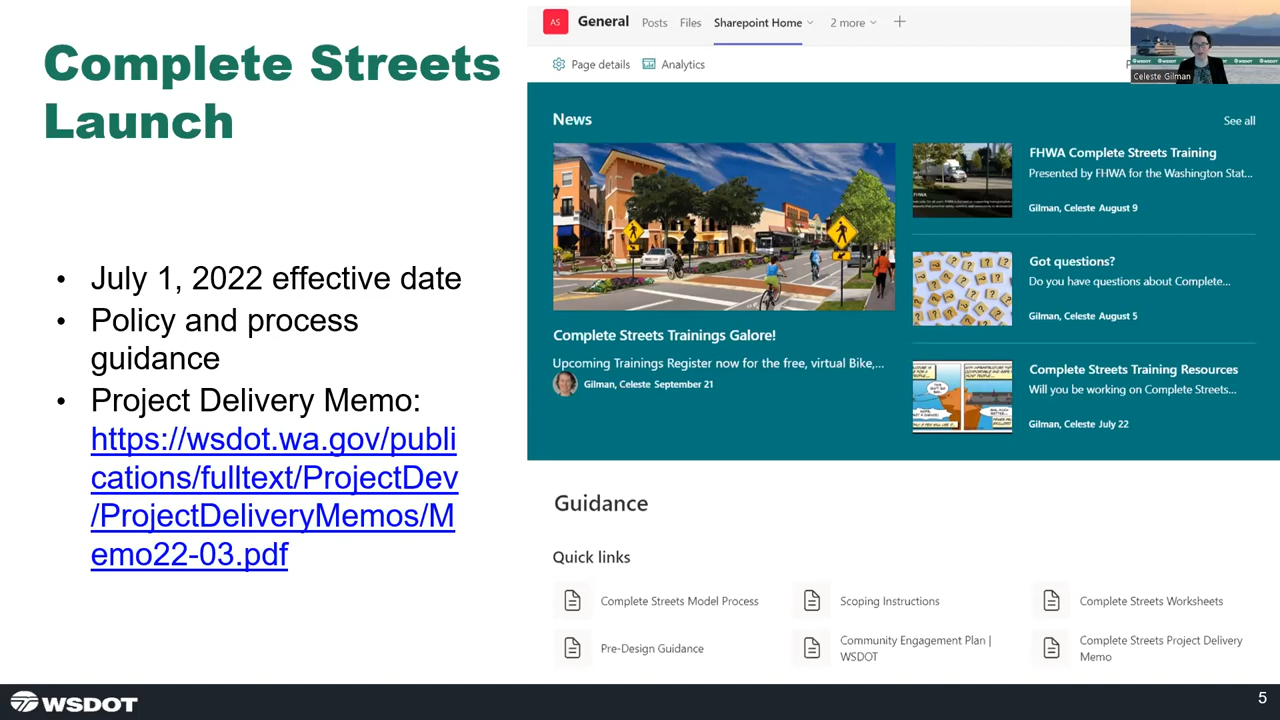 Complete Streets
Launch
• July 1, 2022 effective date
• Policy and process
guidance
• Project Delivery Memo:
https://wsdot.wa.gov/publi
cations/fulltext/ProjectDev
/ProjectDeliveryMemos/M
emo22-03.pdf
AS General Posts Files Sharepoint Home 2 more
Page details Analytics
Celeste Gilman
News
See all
Complete Streets Trainings Galore!
Upcoming Trainings Register now for the free, virtual Bike,...
Gilman, Celeste September 21
FHWA Complete Streets Training
Presented by FHWA for the Washington Stat...
Gilman, Celeste August 9
Got questions?
Do you have questions about Complete...
Gilman, Celeste August 5
Complete Streets Training Resources
Will you be working on Complete Streets...
Gilman, Celeste July 22
Guidance
Quick links
Complete Streets Model Process
Scoping Instructions
Complete Streets Worksheets
Pre-Design Guidance
Community Engagement Plan |
WSDOT
Complete Streets Project Delivery
Memo
WSDOT
5